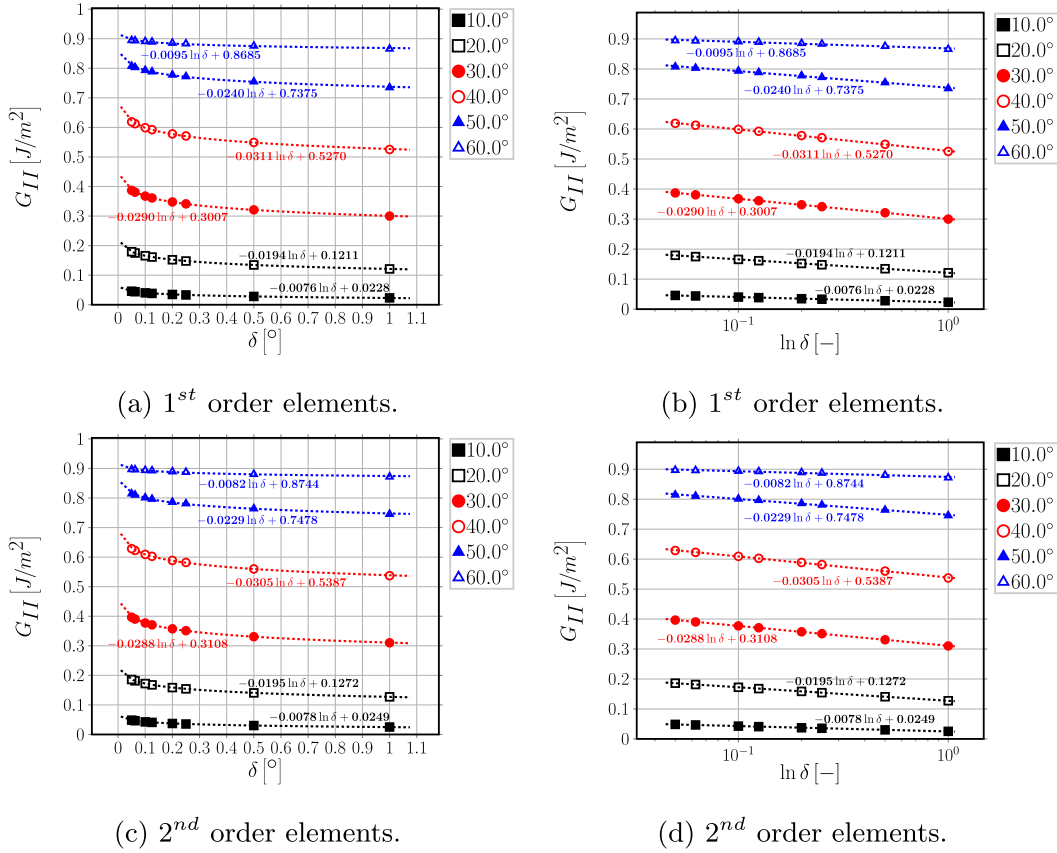 1
0.9
0.8
0.7
0.6
0.5
0.4
0.3
0.2
0.1
0
G_{II} [J/m^2]
−0.0095 ln δ + 0.8685
−0.0240 ln δ + 0.7375
−0.0311 ln δ + 0.5270
−0.0290 ln δ + 0.3007
−0.0194 ln δ + 0.1211
−0.0076 ln δ + 0.0228
0 0.1 0.2 0.3 0.4 0.5 0.6 0.7 0.8 0.9 1 1.1
δ [°]
10.0°
20.0°
30.0°
40.0°
50.0°
60.0°
(a) 1^{st} order elements.
0.9
0.8
0.7
0.6
0.5
0.4
0.3
0.2
0.1
0
G_{II} [J/m^2]
−0.0095 ln δ + 0.8685
−0.0240 ln δ + 0.7375
−0.0311 ln δ + 0.5270
−0.0290 ln δ + 0.3007
−0.0194 ln δ + 0.1211
−0.0076 ln δ + 0.0228
10^{−1} 10^0
ln δ [−]
10.0°
20.0°
30.0°
40.0°
50.0°
60.0°
(b) 1^{st} order elements.
1
0.9
0.8
0.7
0.6
0.5
0.4
0.3
0.2
0.1
0
G_{II} [J/m^2]
−0.0082 ln δ + 0.8744
−0.0229 ln δ + 0.7478
−0.0305 ln δ + 0.5387
−0.0288 ln δ + 0.3108
−0.0195 ln δ + 0.1272
−0.0078 ln δ + 0.0249
0 0.1 0.2 0.3 0.4 0.5 0.6 0.7 0.8 0.9 1 1.1
δ [°]
10.0°
20.0°
30.0°
40.0°
50.0°
60.0°
(c) 2^{nd} order elements.
0.9
0.8
0.7
0.6
0.5
0.4
0.3
0.2
0.1
0
G_{II} [J/m^2]
−0.0082 ln δ + 0.8744
−0.0229 ln δ + 0.7478
−0.0305 ln δ + 0.5387
−0.0288 ln δ + 0.3108
−0.0195 ln δ + 0.1272
−0.0078 ln δ + 0.0249
10^{−1} 10^0
ln δ [−]
10.0°
20.0°
30.0°
40.0°
50.0°
60.0°
(d) 2^{nd} order elements.